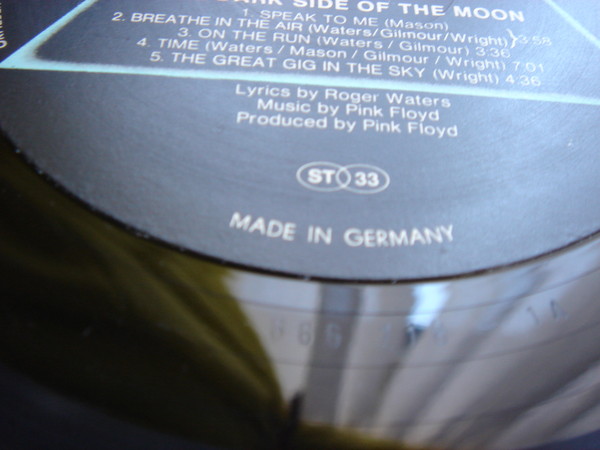 DARK SIDE OF THE MOON
1. SPEAK TO ME (Mason)
2. BREATHE IN THE AIR (Waters/Gilmour/Wright) } 3:58
3. ON THE RUN (Waters / Gilmour) 3:36
4. TIME (Waters / Mason / Gilmour / Wright) 7:01
5. THE GREAT GIG IN THE SKY (Wright) 4:36
Lyrics by Roger Waters
Music by Pink Floyd
Produced by Pink Floyd
ST 33
MADE IN GERMANY